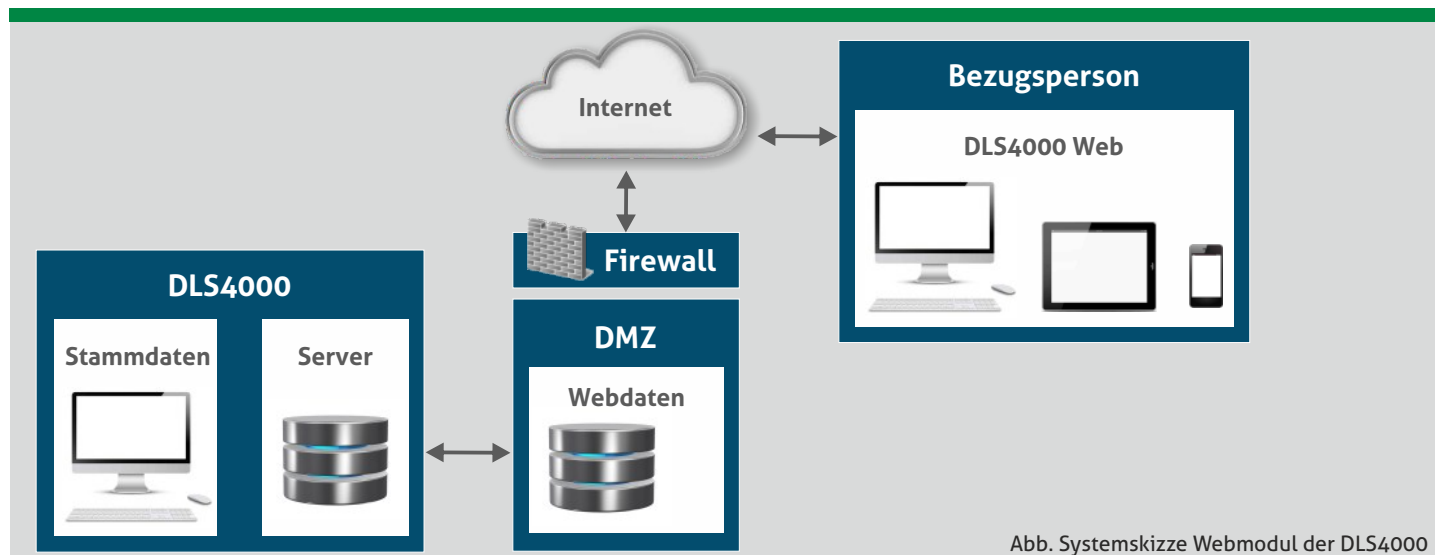 Internet
Bezugsperson
DLS4000 Web
Firewall
DLS4000
Stammdaten
Server
DMZ
Webdaten
Abb. Systemskizze Webmodul der DLS4000